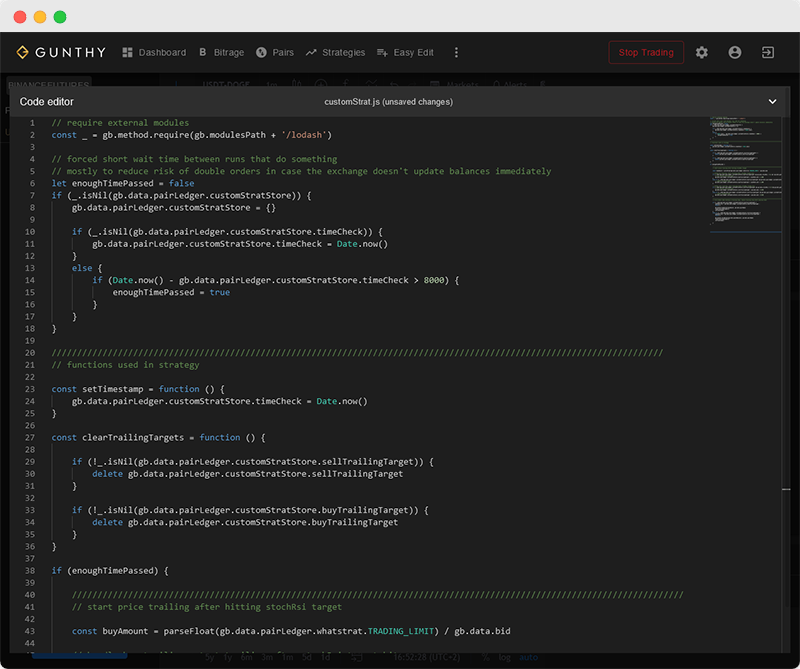 GUNTHY Dashboard B Bitrage Pairs Strategies Easy Edit Stop Trading
BINANCE FUTURES USDT-DOGE 1m Markets Alerts
Code editor customStrat.js (unsaved changes)
1 // require external modules
2 const _ = gb.method.require(gb.modulesPath + '/lodash')
3
4 // forced short wait time between runs that do something
5 // mostly to reduce risk of double orders in case the exchange doesn't update balances immediately
6 let enoughTimePassed = false
7 if (_.isNil(gb.data.pairLedger.customStratStore)) {
8 gb.data.pairLedger.customStratStore = {}
9
10 if (_.isNil(gb.data.pairLedger.customStratStore.timeCheck)) {
11 gb.data.pairLedger.customStratStore.timeCheck = Date.now()
12 }
13 else {
14 if (Date.now() - gb.data.pairLedger.customStratStore.timeCheck > 8000) {
15 enoughTimePassed = true
16 }
17 }
18 }
19
20 ////////////////////////////////////////////////////////////////////////////////////////////////////////////////////////
21 // functions used in strategy
22
23 const setTimestamp = function () {
24 gb.data.pairLedger.customStratStore.timeCheck = Date.now()
25 }
26
27 const clearTrailingTargets = function () {
28
29 if (!_.isNil(gb.data.pairLedger.customStratStore.sellTrailingTarget)) {
30 delete gb.data.pairLedger.customStratStore.sellTrailingTarget
31 }
32
33 if (!_.isNil(gb.data.pairLedger.customStratStore.buyTrailingTarget)) {
34 delete gb.data.pairLedger.customStratStore.buyTrailingTarget
35 }
36 }
37
38 if (enoughTimePassed) {
39
40 ////////////////////////////////////////////////////////////////////////////////////////////////////////////////////////
41 // start price trailing after hitting stochRsi target
42
43 const buyAmount = parseFloat(gb.data.pairLedger.whatstrat.TRADING_LIMIT) / gb.data.bid
44
5y 1y 6m 3m 1m 5d 1d 16:52:28 (UTC+2) % log auto